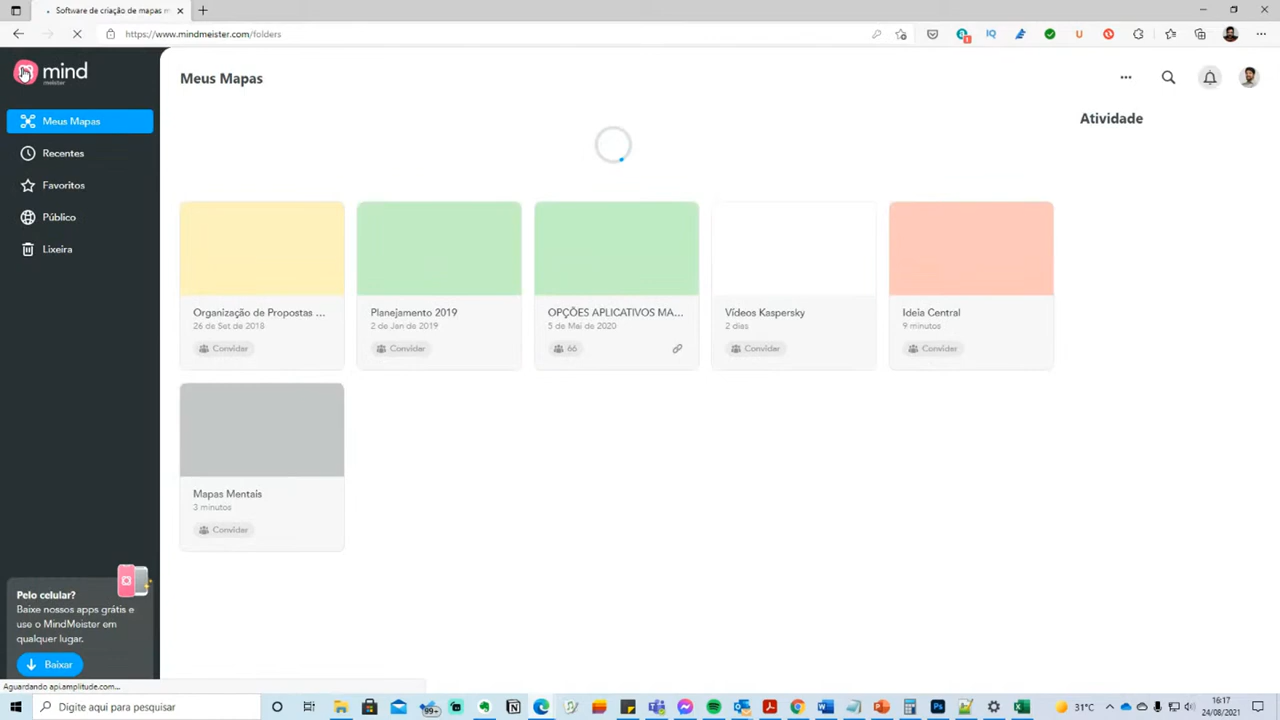 Software de criação de mapas m
https://www.mindmeister.com/folders
mind
meister
Meus Mapas
Atividade
Meus Mapas
Recentes
Favoritos
Público
Lixeira
Organização de Propostas ...
26 de Set de 2018
Convidar
Planejamento 2019
2 de Jan de 2019
Convidar
OPÇÕES APLICATIVOS MA...
5 de Mai de 2020
66
Vídeos Kaspersky
2 dias
Convidar
Ideia Central
9 minutos
Convidar
Mapas Mentais
3 minutos
Convidar
Pelo celular?
Baixe nossos apps grátis e
use o MindMeister em
qualquer lugar.
Baixar
Aguardando api.amplitude.com...
Digite aqui para pesquisar
99+
31°C
16:17
24/08/2021